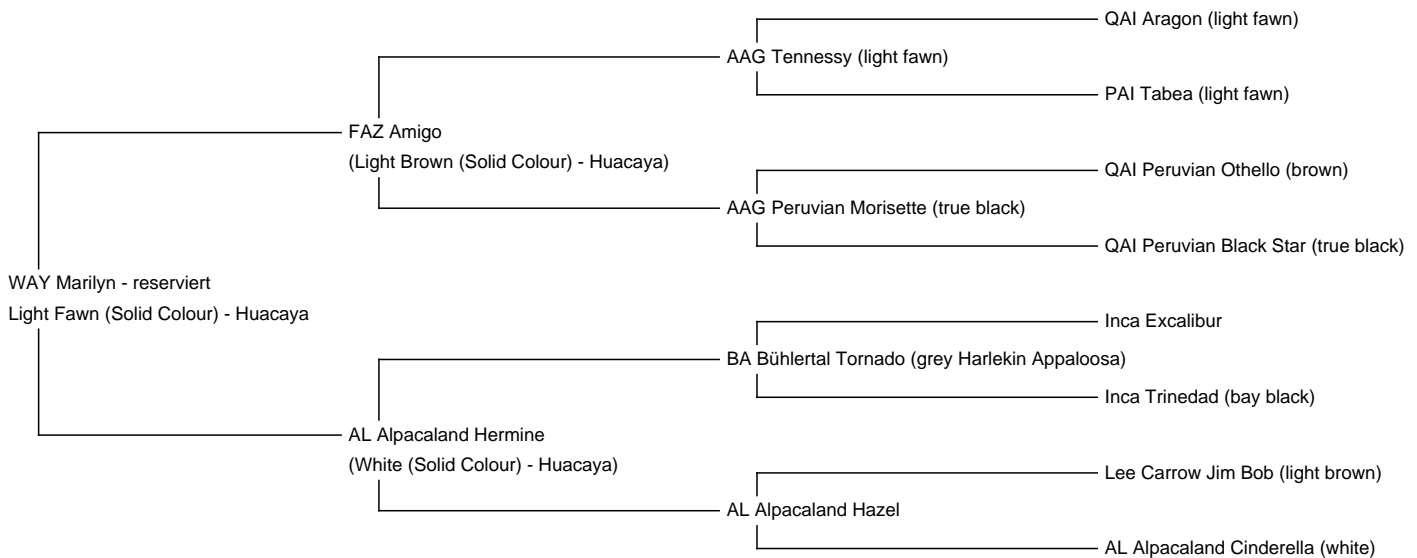 QAI Aragon (light fawn)
AAG Tennessy (light fawn)
PAI Tabea (light fawn)
FAZ Amigo
(Light Brown (Solid Colour) - Huacaya)
QAI Peruvian Othello (brown)
AAG Peruvian Morisette (true black)
QAI Peruvian Black Star (true black)
WAY Marilyn - reserviert
Light Fawn (Solid Colour) - Huacaya
Inca Excalibur
BA Bühlertal Tornado (grey Harlekin Appaloosa)
Inca Trinedad (bay black)
AL Alpacaland Hermine
(White (Solid Colour) - Huacaya)
Lee Carrow Jim Bob (light brown)
AL Alpacaland Hazel
AL Alpacaland Cinderella (white)